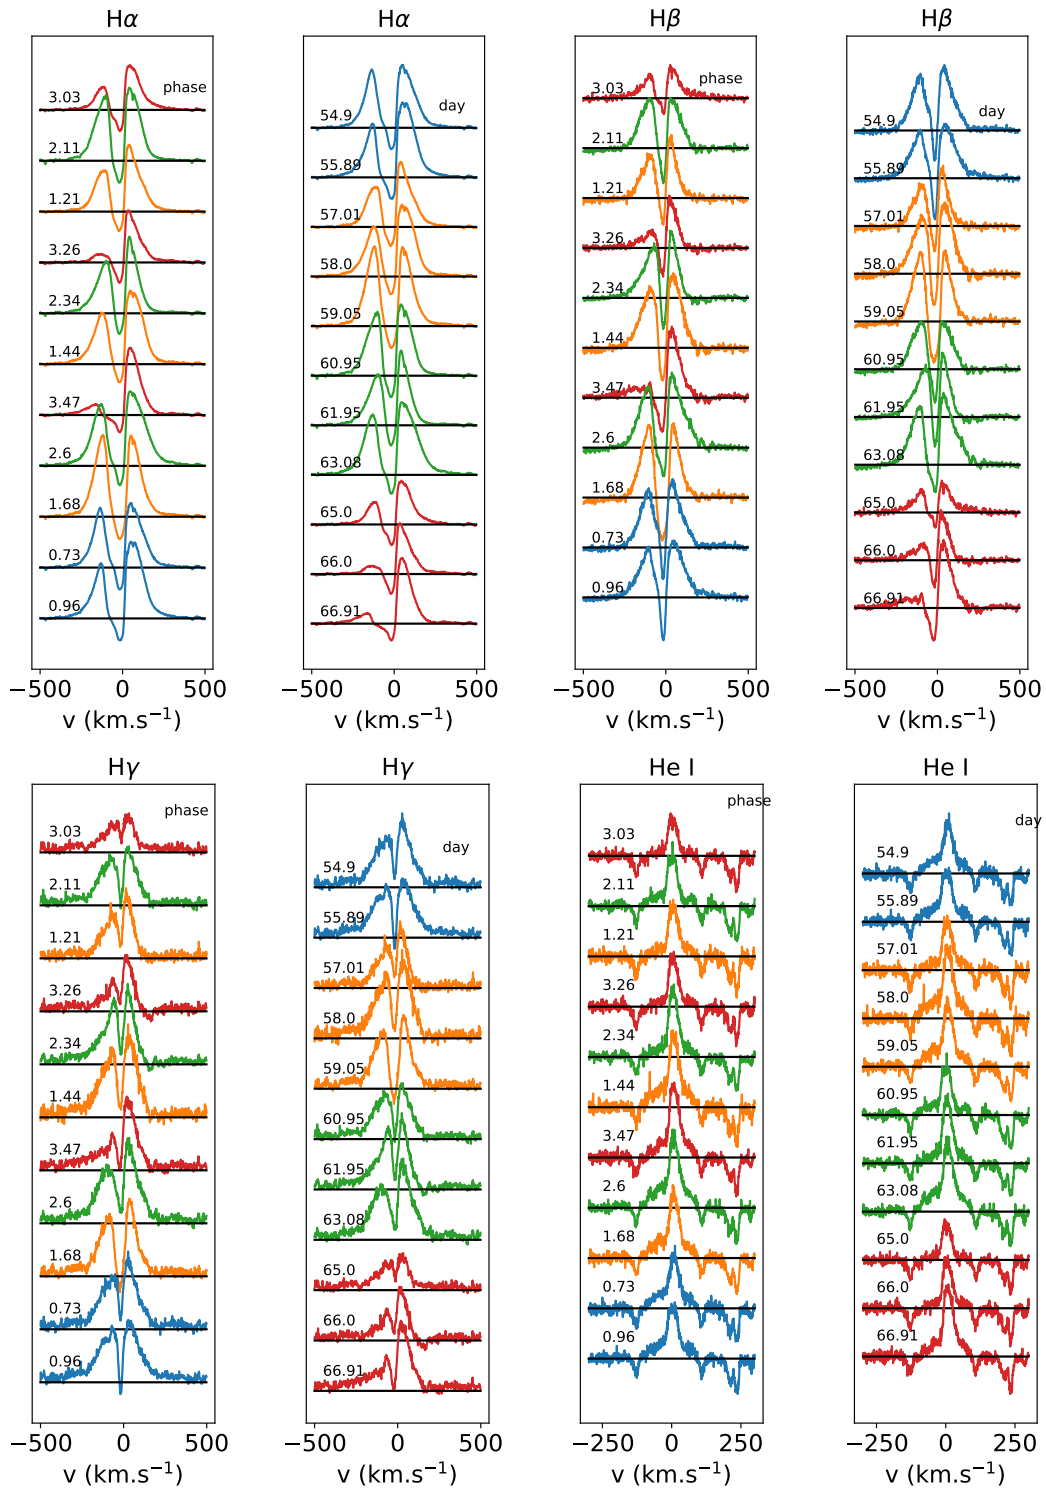 Hα
phase
3.03
2.11
1.21
3.26
2.34
1.44
3.47
2.6
1.68
0.73
0.96
−500 0 500
v (km.s⁻¹)
Hα
day
54.9
55.89
57.01
58.0
59.05
60.95
61.95
63.08
65.0
66.0
66.91
−500 0 500
v (km.s⁻¹)
Hβ
phase
3.03
2.11
1.21
3.26
2.34
1.44
3.47
2.6
1.68
0.73
0.96
−500 0 500
v (km.s⁻¹)
Hβ
day
54.9
55.89
57.01
58.0
59.05
60.95
61.95
63.08
65.0
66.0
66.91
−500 0 500
v (km.s⁻¹)
Hγ
phase
3.03
2.11
1.21
3.26
2.34
1.44
3.47
2.6
1.68
0.73
0.96
−500 0 500
v (km.s⁻¹)
Hγ
day
54.9
55.89
57.01
58.0
59.05
60.95
61.95
63.08
65.0
66.0
66.91
−500 0 500
v (km.s⁻¹)
He I
phase
3.03
2.11
1.21
3.26
2.34
1.44
3.47
2.6
1.68
0.73
0.96
−250 0 250
v (km.s⁻¹)
He I
day
54.9
55.89
57.01
58.0
59.05
60.95
61.95
63.08
65.0
66.0
66.91
−250 0 250
v (km.s⁻¹)